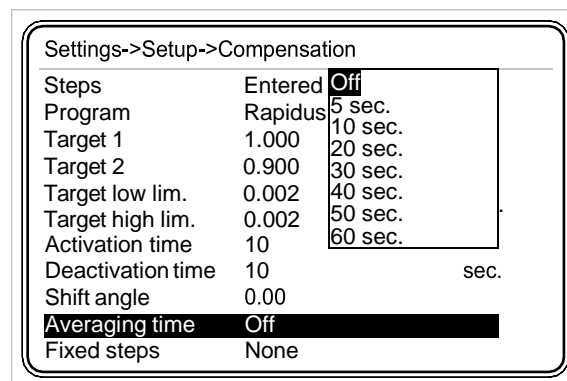 Settings->Setup->Compensation
Steps Entered
Program Rapidus
Target 1 1.000
Target 2 0.900
Target low lim. 0.002
Target high lim. 0.002
Activation time 10
Deactivation time 10 sec.
Shift angle 0.00
Averaging time Off
Fixed steps None
Off
5 sec.
10 sec.
20 sec.
30 sec.
40 sec.
50 sec.
60 sec.